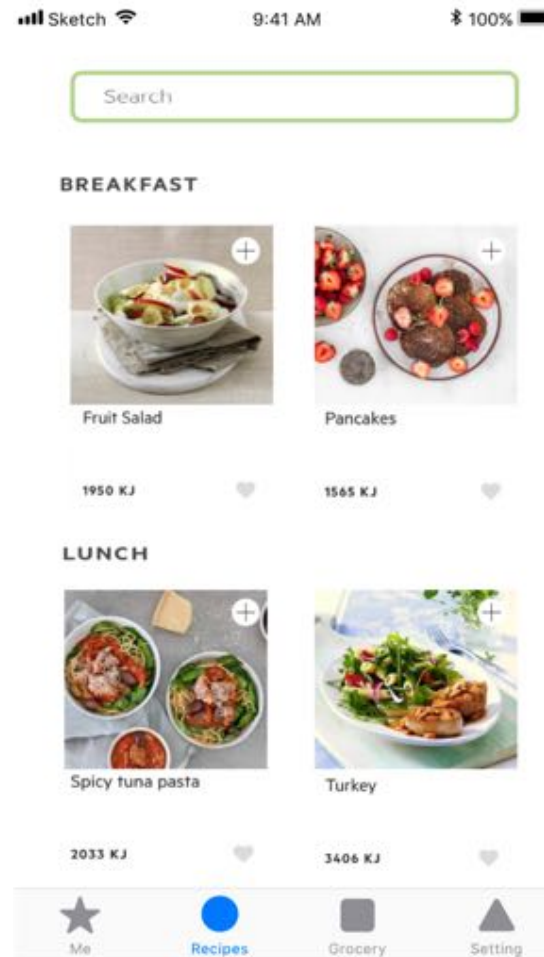 Sketch 9:41 AM 100%
Search
BREAKFAST
Fruit Salad Pancakes
1950 KJ 1565 KJ
LUNCH
Spicy tuna pasta Turkey
2033 KJ 3406 KJ
Me Recipes Grocery Setting